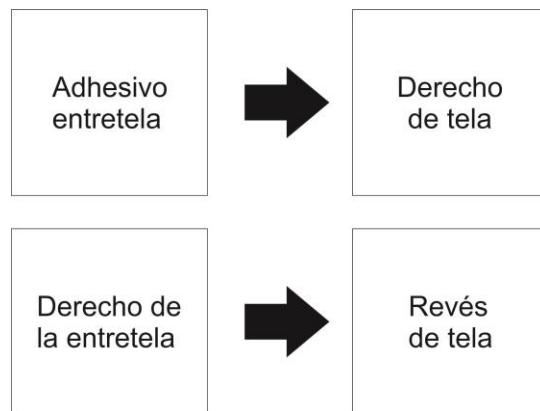 Adhesivo
entretela
Derecho
de tela
Derecho de
la entretela
Revés
de tela